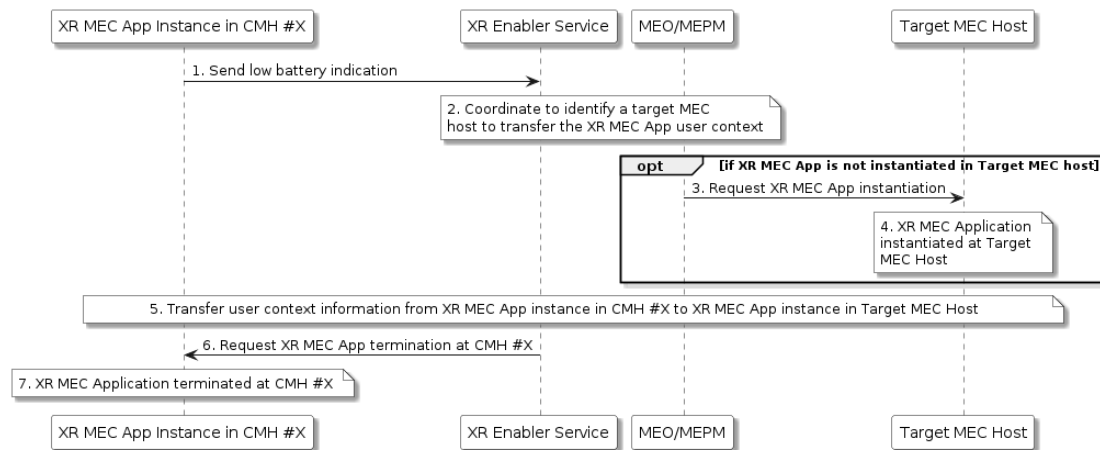 XR MEC App Instance in CMH #X
XR Enabler Service
MEO/MEPM
Target MEC Host
1. Send low battery indication
2. Coordinate to identify a target MEC
host to transfer the XR MEC App user context
opt
[if XR MEC App is not instantiated in Target MEC host]
3. Request XR MEC App instantiation
4. XR MEC Application
instantiated at Target
MEC Host
5. Transfer user context information from XR MEC App instance in CMH #X to XR MEC App instance in Target MEC Host
6. Request XR MEC App termination at CMH #X
7. XR MEC Application terminated at CMH #X
XR MEC App Instance in CMH #X
XR Enabler Service
MEO/MEPM
Target MEC Host